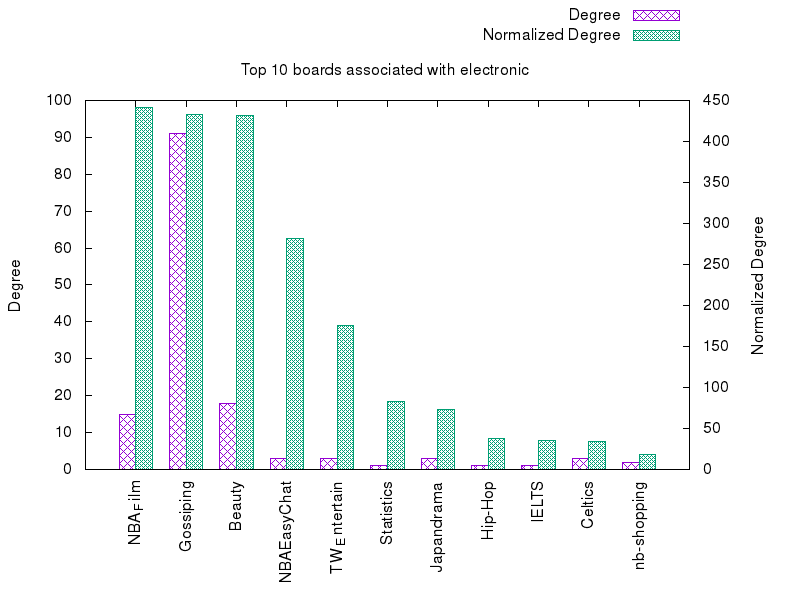 Degree
Normalized Degree
Top 10 boards associated with electronic
100
90
80
70
60
50
40
30
20
10
0
450
400
350
300
250
200
150
100
50
0
Degree
Normalized Degree
NBAFilm
Gossiping
Beauty
NBAEasyChat
TWEntertain
Statistics
Japandrama
Hip-Hop
IELTS
Celtics
nb-shopping